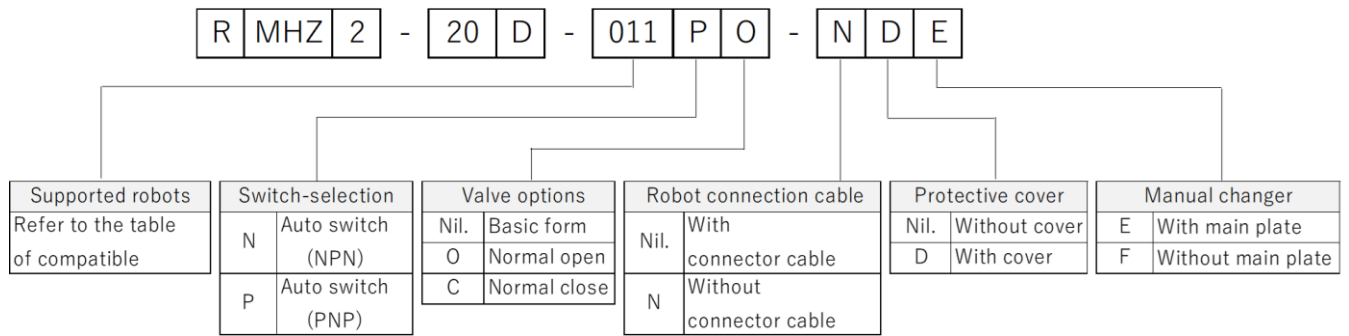 R MHZ 2 - 20 D - 011 P O - N D E
Supported robots
Refer to the table
of compatible
Switch-selection
N Auto switch
(NPN)
P Auto switch
(PNP)
Valve options
Nil. Basic form
O Normal open
C Normal close
Robot connection cable
Nil. With
connector cable
N Without
connector cable
Protective cover
Nil. Without cover
D With cover
Manual changer
E With main plate
F Without main plate